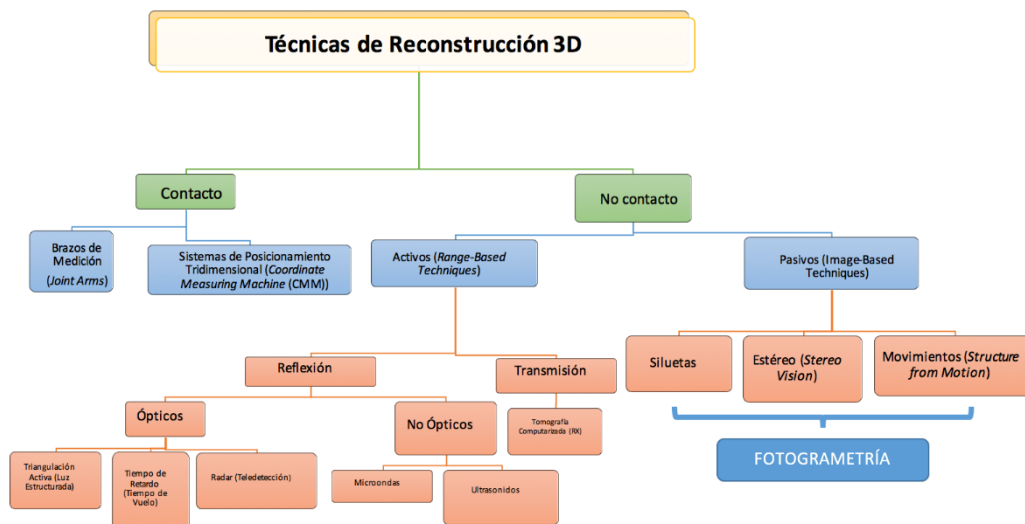 Técnicas de Reconstrucción 3D
Contacto
No contacto
Brazos de
Medición
(Joint Arms)
Sistemas de Posicionamiento
Tridimensional (Coordinate
Measuring Machine (CMM))
Activos (Range-Based
Techniques)
Pasivos (Image-Based
Techniques)
Reflexión
Transmisión
Siluetas
Estéreo (Stereo
Vision)
Movimientos (Structure
from Motion)
Ópticos
No Ópticos
Tomografía
Computarizada (RX)
FOTOGRAMETRÍA
Triangulación
Activa (Luz
Estructurada)
Tiempo de
Retardo
(Tiempo de
Vuelo)
Radar (Teledetección)
Microondas
Ultrasonidos